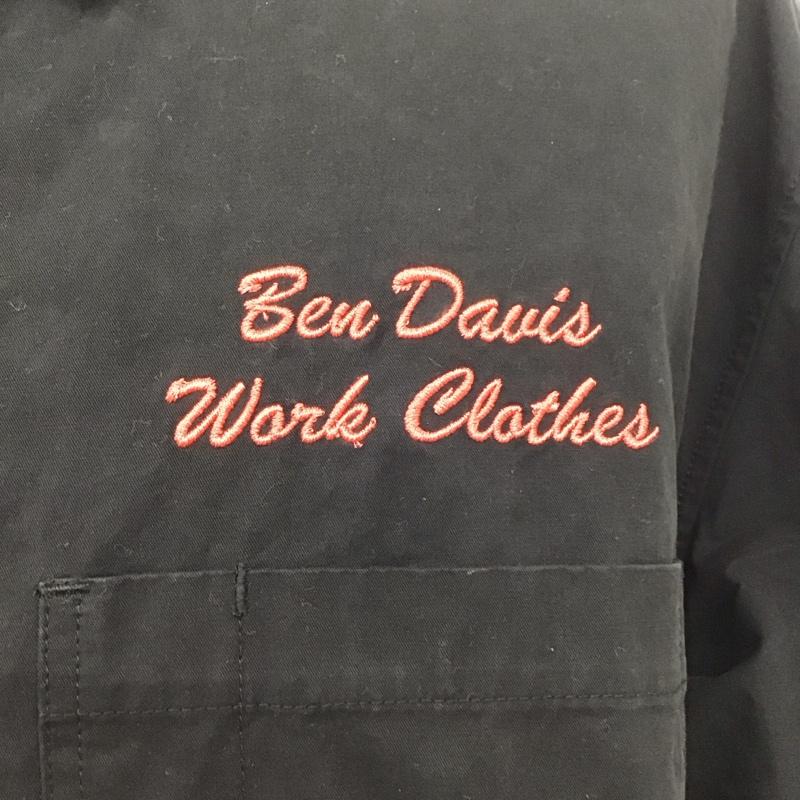 Ben Davis
Work Clothes